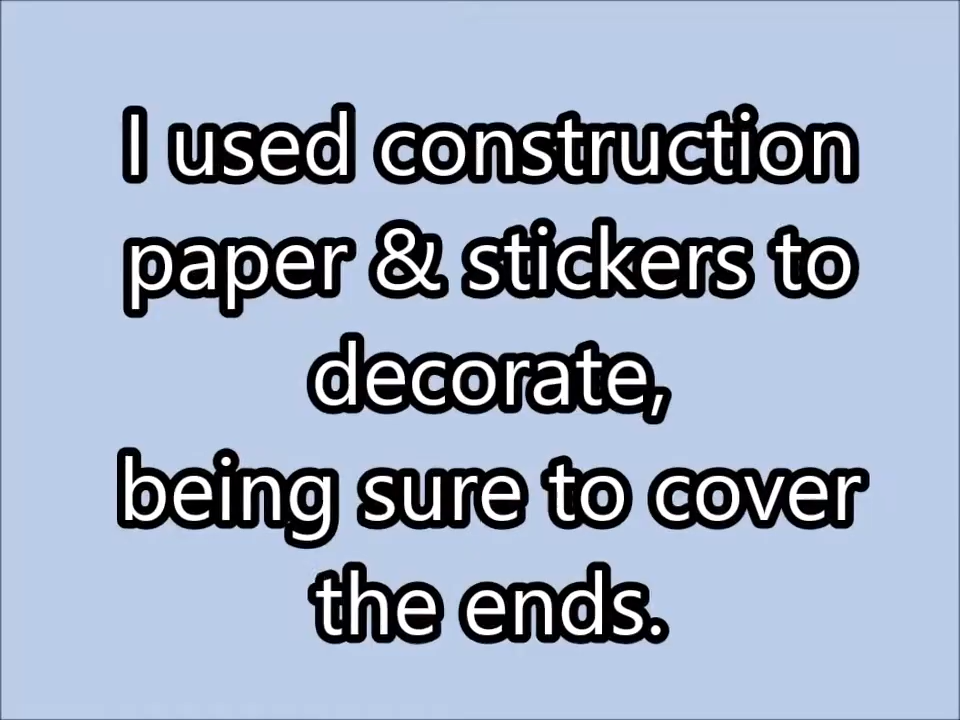 I used construction
paper & stickers to
decorate,
being sure to cover
the ends.